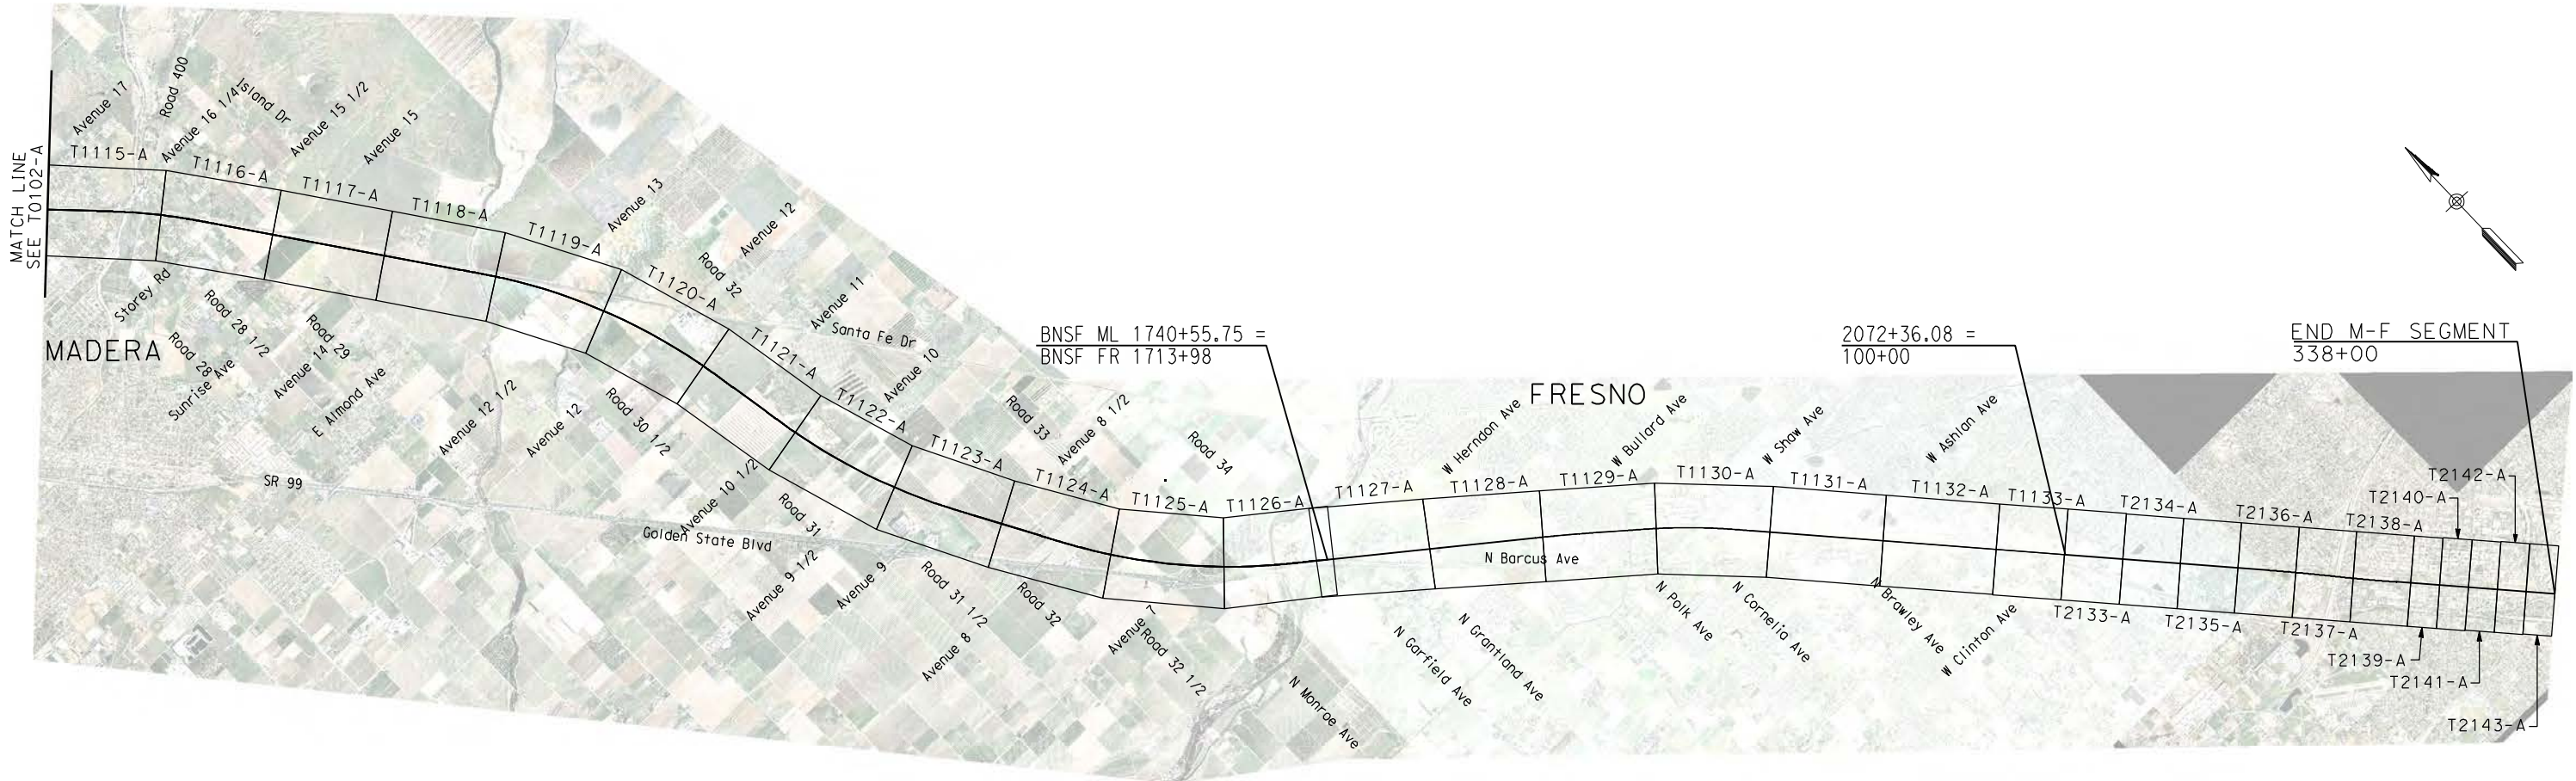 MATCH LINE
SEE T0102-A
MADERA
T1115-A
T1116-A
T1117-A
T1118-A
T1119-A
T1120-A
T1121-A
T1122-A
T1123-A
T1124-A
T1125-A
T1126-A
T1127-A
T1128-A
T1129-A
T1130-A
T1131-A
T1132-A
T1133-A
T2133-A
T2134-A
T2135-A
T2136-A
T2137-A
T2138-A
T2139-A
T2140-A
T2141-A
T2142-A
T2143-A
Avenue 17
Road 400
Avenue 16 1/4
Island Dr
Avenue 15 1/2
Avenue 15
Avenue 13
Road 32
Avenue 12
Avenue 11
Santa Fe Dr
Avenue 10
Road 33
Avenue 8 1/2
Road 34
Storey Rd
Road 28 1/2
Road 28
Sunrise Ave
Road 29
Avenue 14
E Almond Ave
Avenue 12 1/2
Avenue 12
Road 30 1/2
SR 99
Avenue 10 1/2
Golden State Blvd
Road 31
Avenue 9 1/2
Avenue 9
Road 31 1/2
Avenue 8
Road 32
Avenue 7
Road 32 1/2
N Monroe Ave
BNSF ML 1740+55.75 =
BNSF FR 1713+98
FRESNO
W Herndon Ave
W Bullard Ave
W Shaw Ave
W Ashlan Ave
N Barcus Ave
N Garfield Ave
N Grantland Ave
N Polk Ave
N Cornelia Ave
N Brawley Ave
W Clinton Ave
2072+36.08 =
100+00
END M-F SEGMENT
338+00